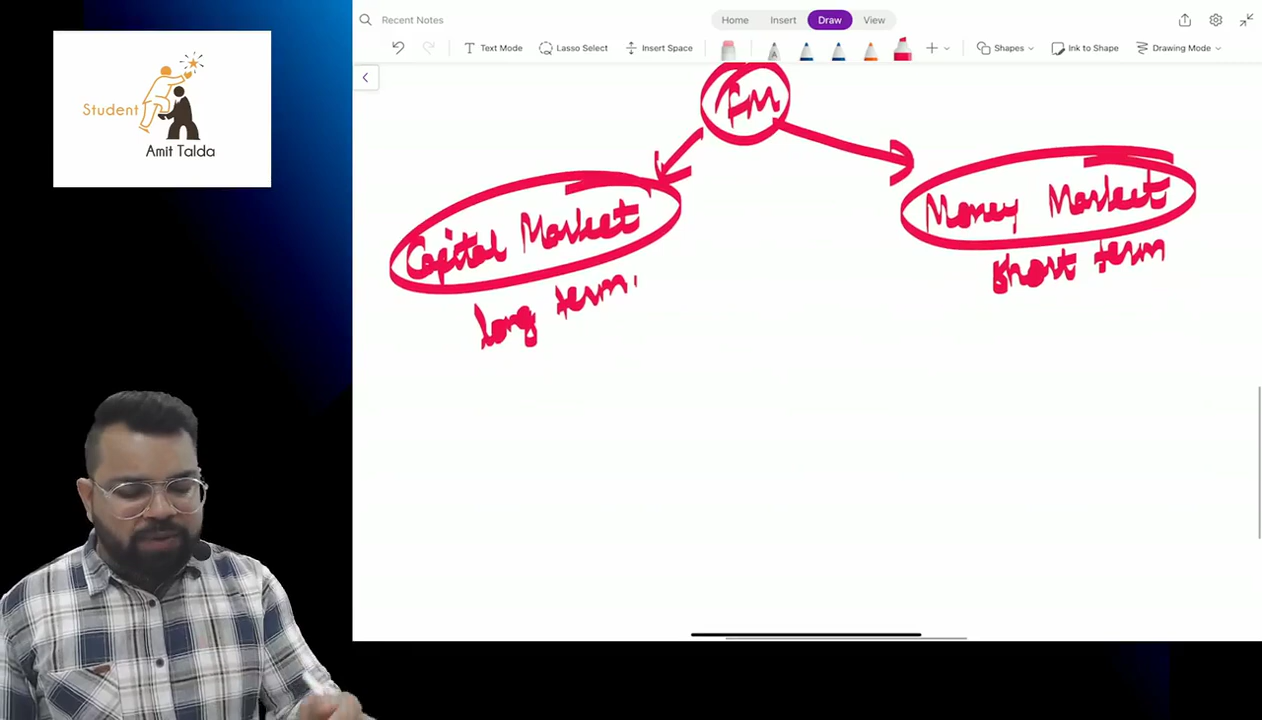 Recent Notes
Home Insert Draw View
Text Mode Lasso Select Insert Space Shapes Ink to Shape Drawing Mode
Student
Amit Talda
FM
Capital Market
long term.
Money Market
short term